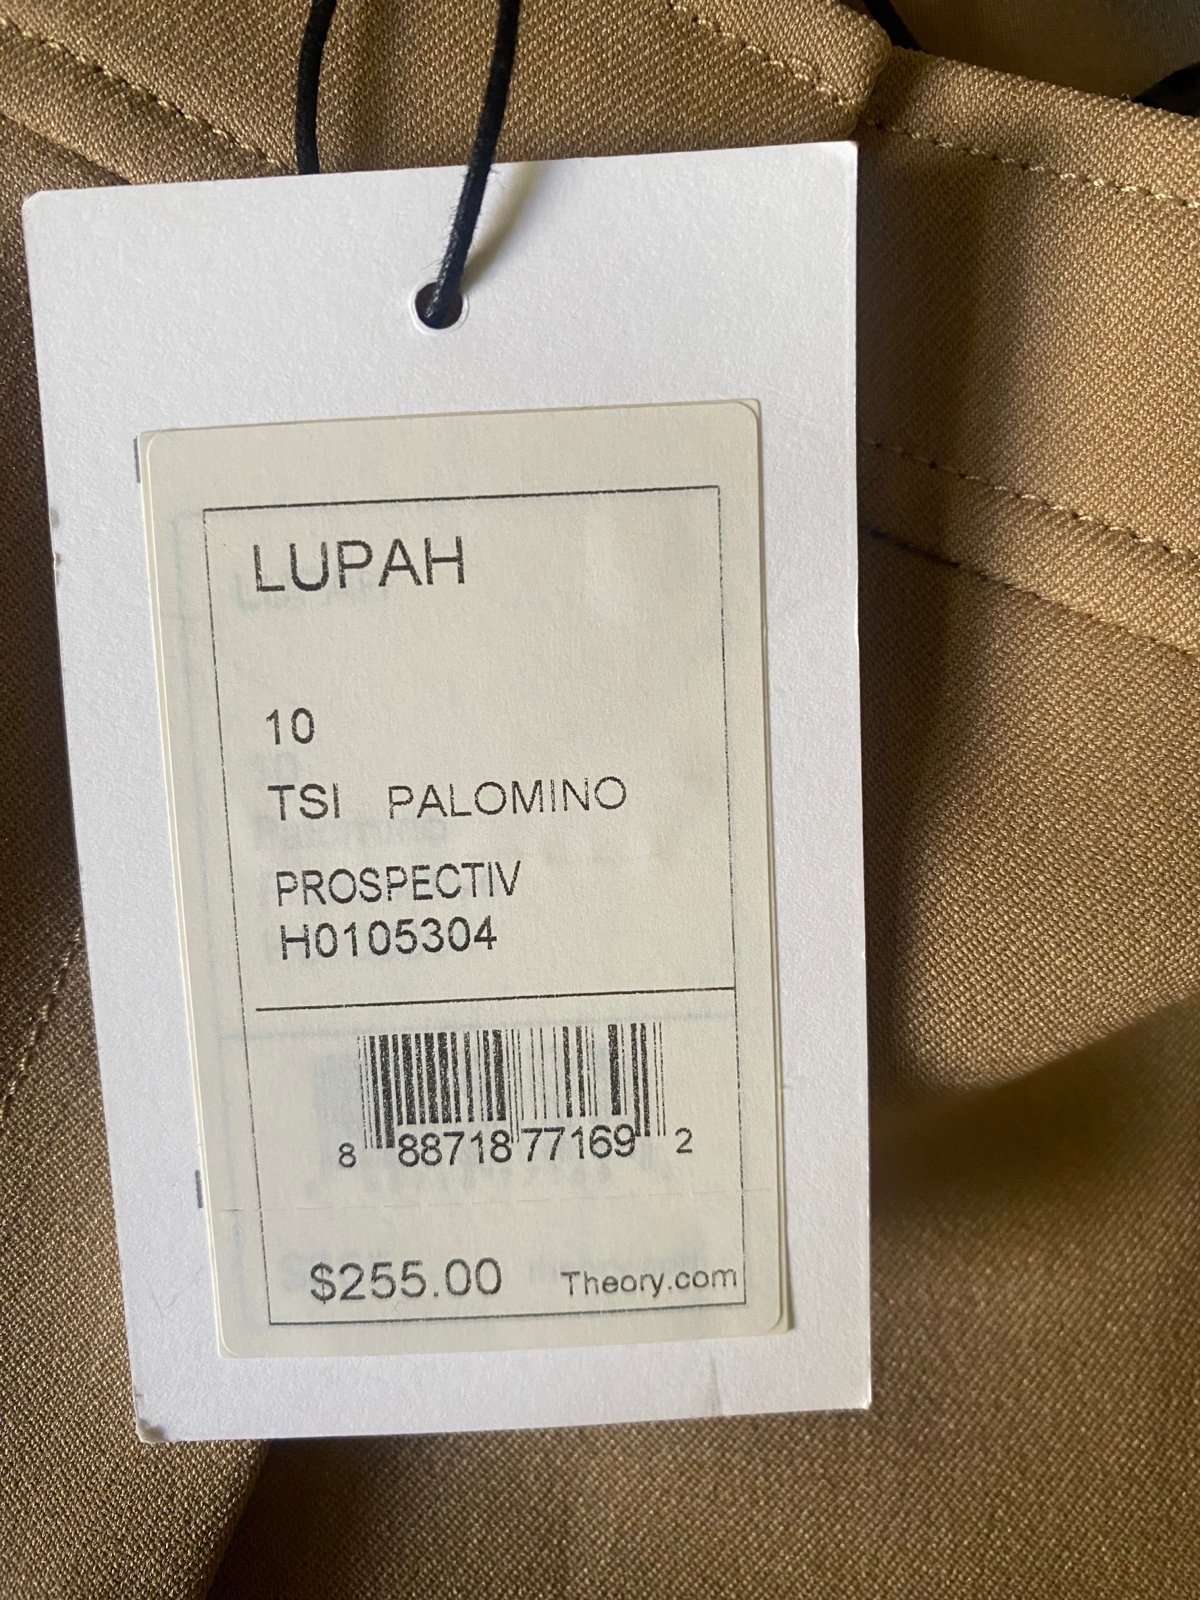 LUPAH
10
TSI PALOMINO
PROSPECTIV
H0105304
8 88718 77169 2
$255.00 Theory.com